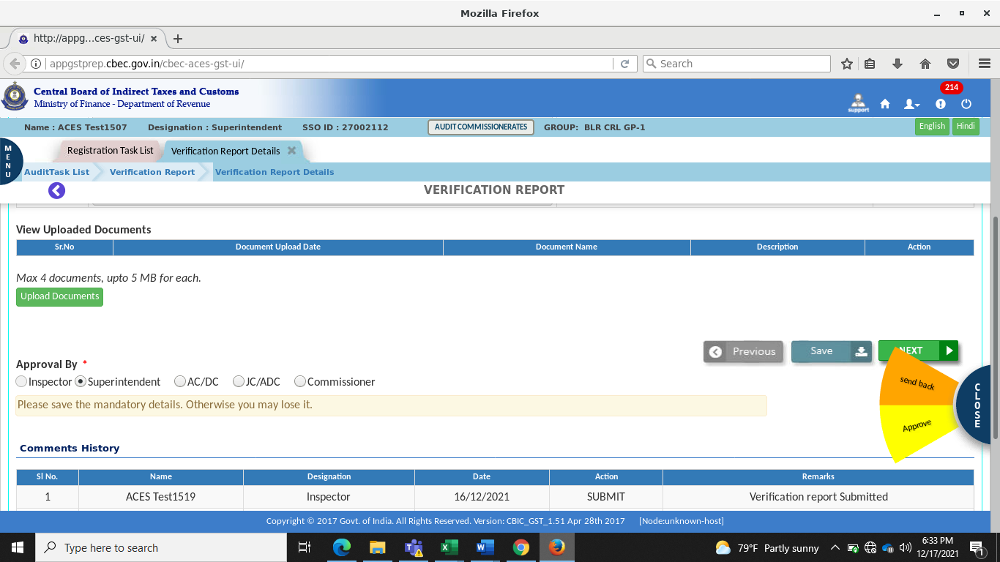 Mozilla Firefox
http://appg...ces-gst-ui/
appgstprep.cbec.gov.in/cbec-aces-gst-ui/
Search
Central Board of Indirect Taxes and Customs
Ministry of Finance - Department of Revenue
support
214
Name : ACES Test1507 Designation : Superintendent SSO ID : 27002112 AUDIT COMMISSIONERATES GROUP: BLR CRL GP-1 English Hindi
MENU
Registration Task List Verification Report Details
AuditTask List Verification Report Verification Report Details
VERIFICATION REPORT
View Uploaded Documents
Sr.No Document Upload Date Document Name Description Action
Max 4 documents, upto 5 MB for each.
Upload Documents
Previous Save NEXT
Approval By *
Inspector Superintendent AC/DC JC/ADC Commissioner
send back
Approve
CLOSE
Please save the mandatory details. Otherwise you may lose it.
Comments History
Sl No. Name Designation Date Action Remarks
1 ACES Test1519 Inspector 16/12/2021 SUBMIT Verification report Submitted
Copyright © 2017 Govt. of India. All Rights Reserved. Version: CBIC_GST_1.51 Apr 28th 2017 [Node:unknown-host]
Type here to search
79°F Partly sunny
6:33 PM
12/17/2021
1